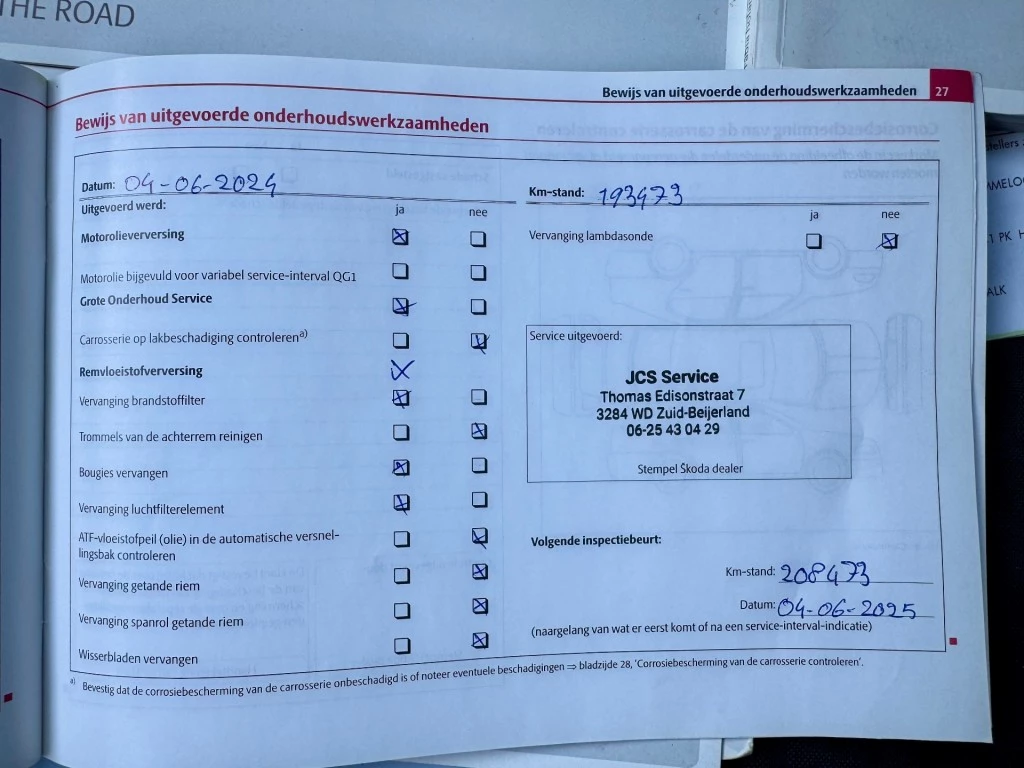 THE ROAD
Bewijs van uitgevoerde onderhoudswerkzaamheden 27
Bewijs van uitgevoerde onderhoudswerkzaamheden
Datum: 04-06-2024
Km-stand: 193473
Uitgevoerd werd:
ja nee
ja nee
Motorolieverversing
Vervanging lambdasonde
Motorolie bijgevuld voor variabel service-interval QG1
Grote Onderhoud Service
Carrosserie op lakbeschadiging controleren a)
Remvloeistofverversing
Vervanging brandstoffilter
Trommels van de achterrem reinigen
Bougies vervangen
Vervanging luchtfilterelement
ATF-vloeistofpeil (olie) in de automatische versnel-
lingsbak controleren
Vervanging getande riem
Vervanging spanrol getande riem
Wisserbladen vervangen
Service uitgevoerd:
JCS Service
Thomas Edisonstraat 7
3284 WD Zuid-Beijerland
06-25 43 04 29
Stempel Škoda dealer
Volgende inspectiebeurt:
Km-stand: 208473
Datum: 04-06-2025
(naargelang van wat er eerst komt of na een service-interval-indicatie)
a) Bevestig dat de corrosiebescherming van de carrosserie onbeschadigd is of noteer eventuele beschadigingen ⇒ bladzijde 28, 'Corrosiebescherming van de carrosserie controleren'.